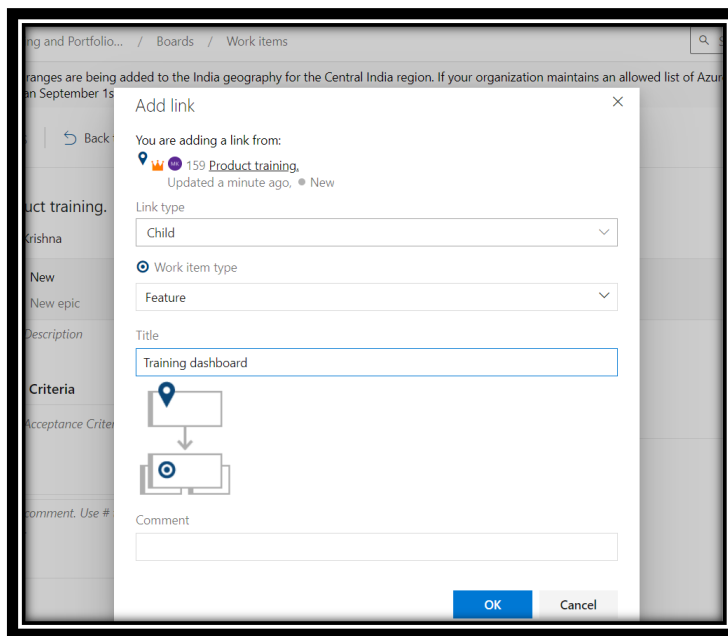 ng and Portfolio... / Boards / Work items
ranges are being added to the India geography for the Central India region. If your organization maintains an allowed list of Azur
an September 1s
Back
Add link
You are adding a link from:
MK 159 Product training.
Updated a minute ago, New
uct training.
Krishna
New
New epic
Description
Criteria
Acceptance Criter
comment. Use #
Link type
Child
Work item type
Feature
Title
Training dashboard
Comment
OK Cancel